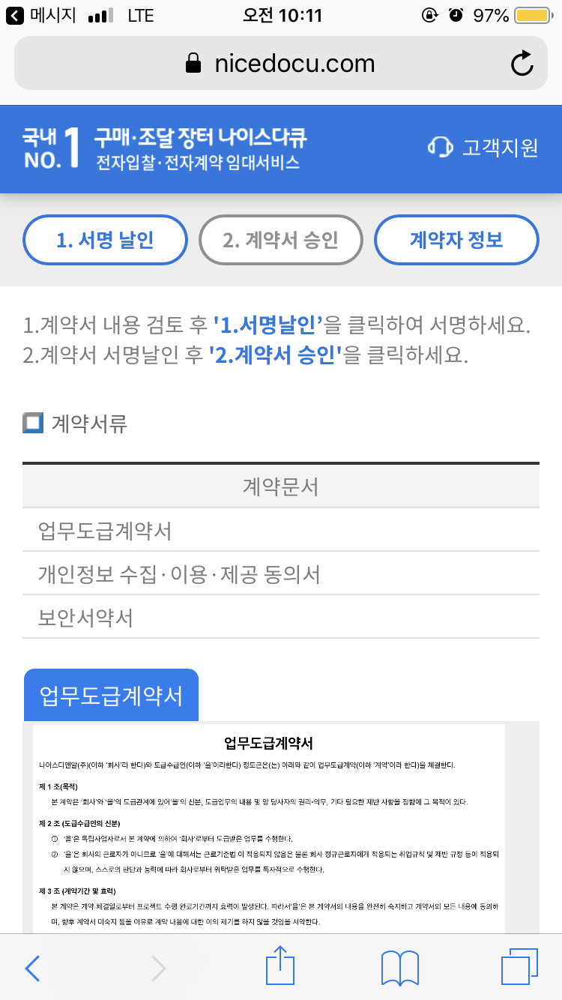 메시지 LTE 오전 10:11 97%
nicedocu.com
국내 NO. 1 구매·조달 장터 나이스다큐
전자입찰·전자계약 임대서비스
고객지원
1. 서명 날인
2. 계약서 승인
계약자 정보
1.계약서 내용 검토 후 '1.서명날인’을 클릭하여 서명하세요.
2.계약서 서명날인 후 '2.계약서 승인'을 클릭하세요.
계약서류
계약문서
업무도급계약서
개인정보 수집·이용·제공 동의서
보안서약서
업무도급계약서
업무도급계약서
나이스디앤알(주)(이하 '회사'라 한다)와 도급수급인(이하 '을'이라한다) 정도근은(는) 아래와 같이 업무도급계약(이하 '계약'이라 한다)을 체결한다.
제 1 조(목적)
본 계약은 '회사'와 '을'의 도급관계에 있어'을'의 신분, 도급업무의 내용 및 양 당사자의 권리•의무, 기타 필요한 제반 사항을 정함에 그 목적이 있다.
제 2 조 (도급수급인의 신분)
① '을'은 독립사업자로서 본 계약에 의하여 '회사'로부터 도급받은 업무를 수행한다.
② '을'은 회사의 근로자가 아니므로 '을'에 대해서는 근로기준법 이 적용되지 않음은 물론 회사 정규근로자에게 적용되는 취업규칙 및 제반 규정 등이 적용되
지 않으며, 스스로의 판단과 능력에 따라 회사로부터 위탁받은 업무를 독자적으로 수행한다.
제 3 조 (계약기간 및 효력)
본 계약은 계약 체결일로부터 프로젝트 수행 완료기간까지 효력이 발생된다. 따라서'을'은 본 계약서의 내용을 완전히 숙지하고 계약서의 모든 내용에 동의하
며, 향후 계약서 미숙지 등을 이유로 계약 내용에 대한 이의 제기를 하지 않을 것임을 서약한다.